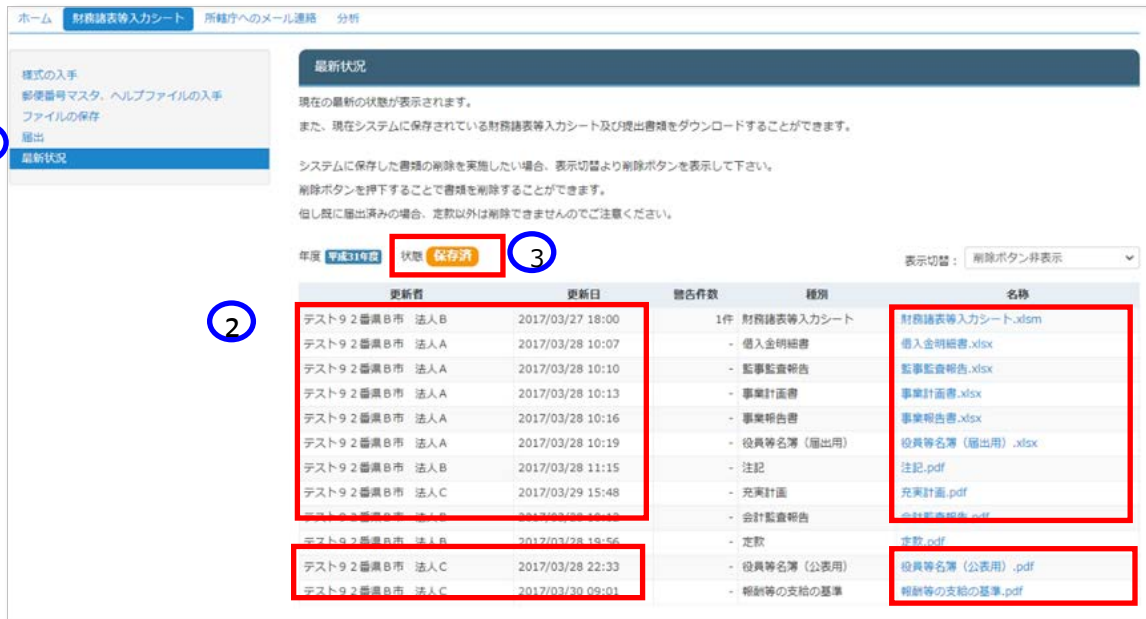 ホーム 財務諸表等入力シート 所轄庁へのメール連絡 分析
様式の入手
郵便番号マスタ、ヘルプファイルの入手
ファイルの保存
届出
最新状況
最新状況
現在の最新の状態が表示されます。
また、現在システムに保存されている財務諸表等入力シート及び提出書類をダウンロードすることができます。
システムに保存した書類の削除を実施したい場合、表示切替より削除ボタンを表示して下さい。
削除ボタンを押下することで書類を削除することができます。
但し既に届出済みの場合、定款以外は削除できませんのでご注意ください。
年度 平成31年度 状態 保存済 3 表示切替: 削除ボタン非表示
更新者 更新日 警告件数 種別 名称
2
テスト92番県B市 法人B 2017/03/27 18:00 1件 財務諸表等入力シート 財務諸表等入力シート.xlsm
テスト92番県B市 法人A 2017/03/28 10:07 - 借入金明細書 借入金明細書.xlsx
テスト92番県B市 法人A 2017/03/28 10:10 - 監事監査報告 監事監査報告.xlsx
テスト92番県B市 法人A 2017/03/28 10:13 - 事業計画書 事業計画書.xlsx
テスト92番県B市 法人A 2017/03/28 10:16 - 事業報告書 事業報告書.xlsx
テスト92番県B市 法人A 2017/03/28 10:19 - 役員等名簿(届出用) 役員等名簿(届出用).xlsx
テスト92番県B市 法人B 2017/03/28 11:15 - 注記 注記.pdf
テスト92番県B市 法人C 2017/03/29 15:48 - 充実計画 充実計画.pdf
テスト92番県B市 法人B - 会計監査報告 会計監査報告.pdf
テスト92番県B市 法人B 2017/03/28 19:56 - 定款 定款.pdf
テスト92番県B市 法人C 2017/03/28 22:33 - 役員等名簿(公表用) 役員等名簿(公表用).pdf
テスト92番県B市 法人C 2017/03/30 09:01 - 報酬等の支給の基準 報酬等の支給の基準.pdf